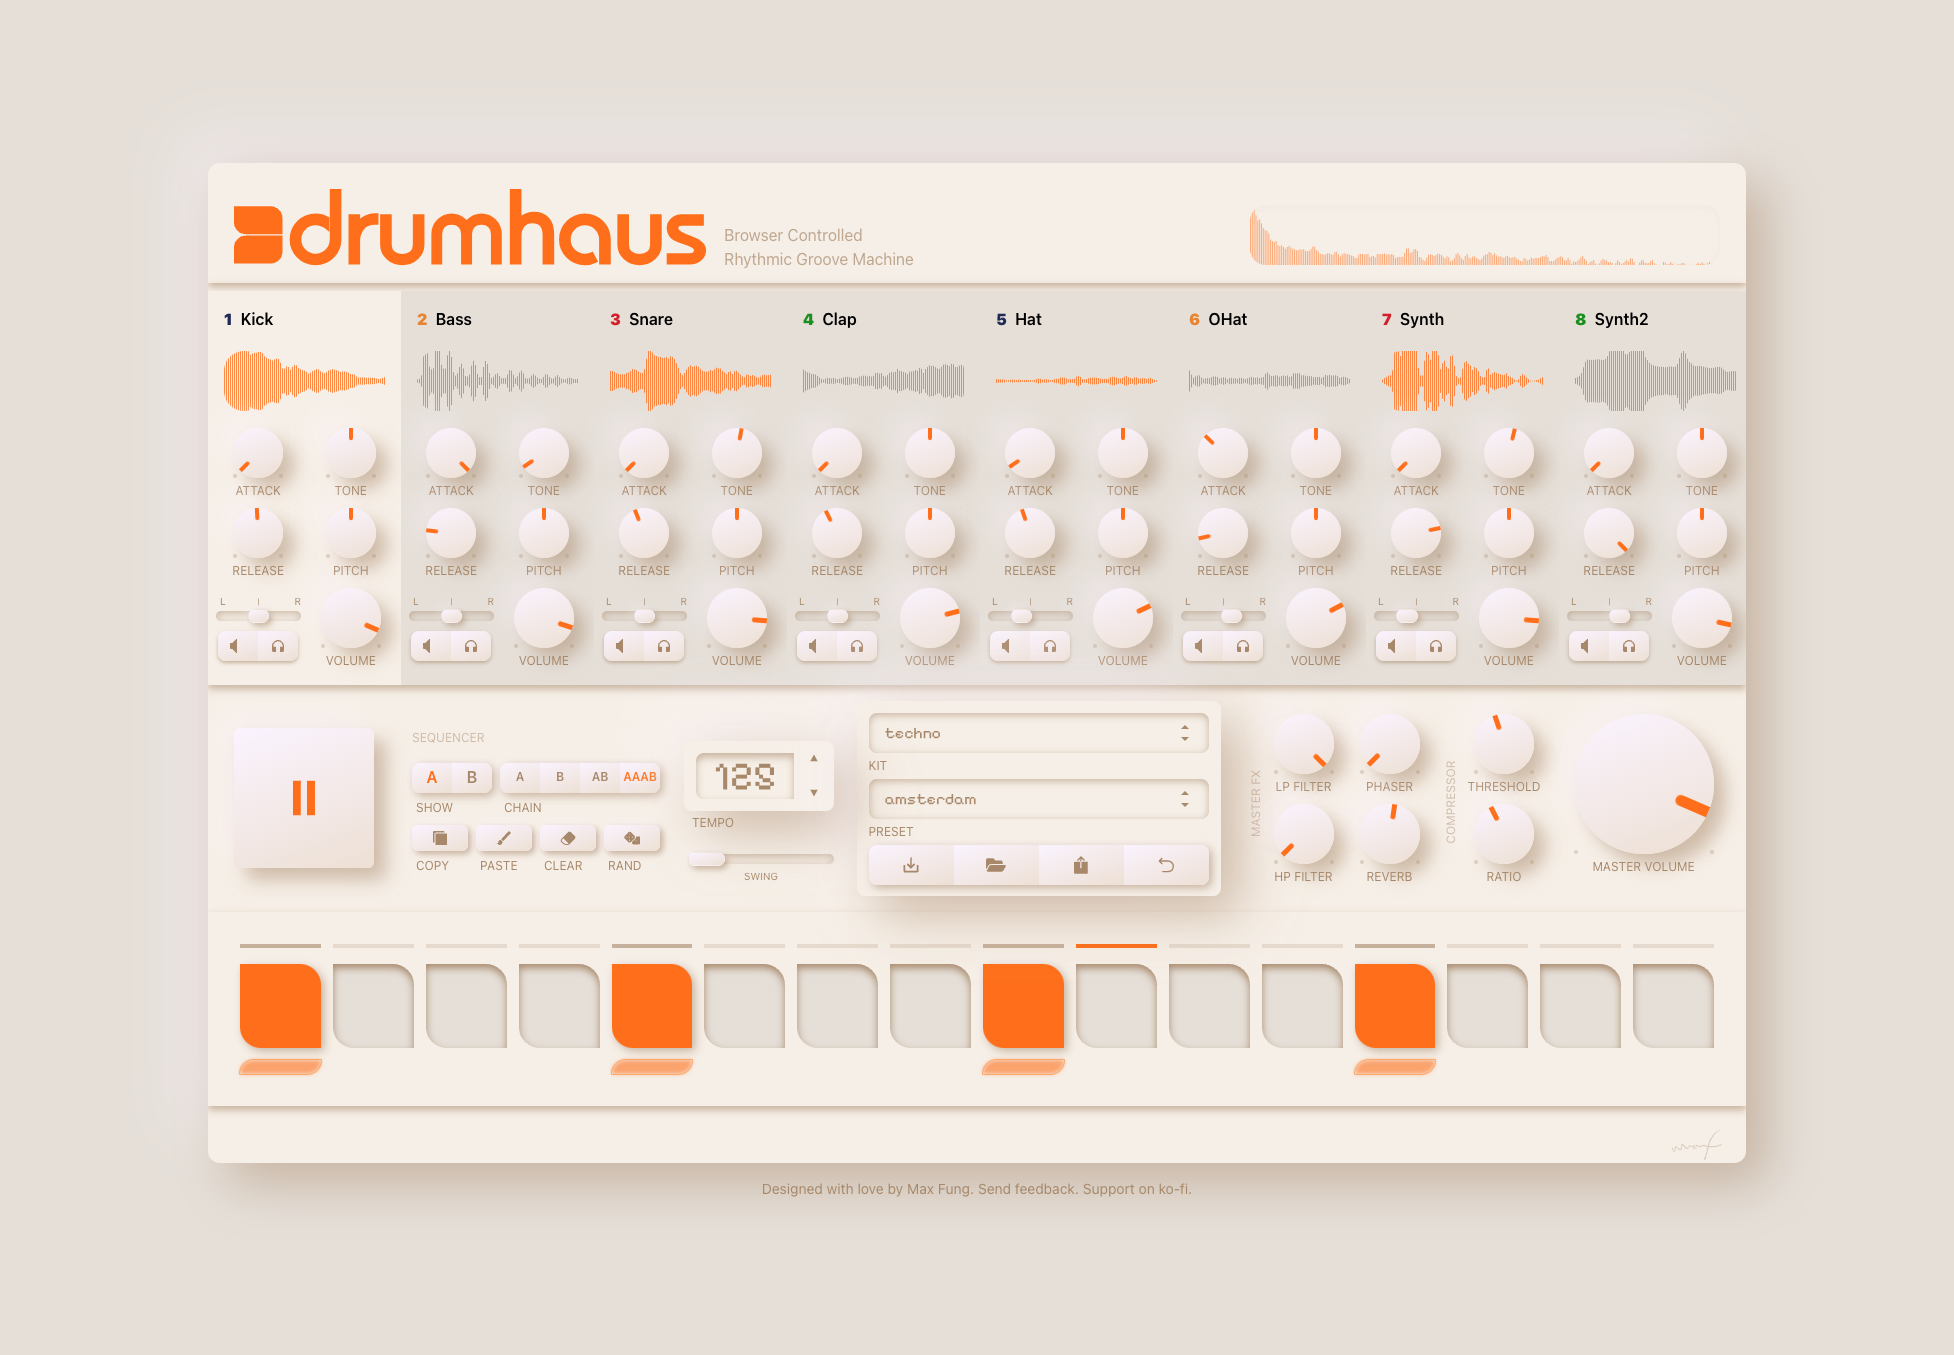 drumhaus
Browser Controlled
Rhythmic Groove Machine
1 Kick
2 Bass
3 Snare
4 Clap
5 Hat
6 OHat
7 Synth
8 Synth2
ATTACK TONE ATTACK TONE ATTACK TONE ATTACK TONE ATTACK TONE ATTACK TONE ATTACK TONE ATTACK TONE
RELEASE PITCH RELEASE PITCH RELEASE PITCH RELEASE PITCH RELEASE PITCH RELEASE PITCH RELEASE PITCH RELEASE PITCH
L R L R L R L R L R L R L R L R
VOLUME VOLUME VOLUME VOLUME VOLUME VOLUME VOLUME VOLUME
SEQUENCER
A B
SHOW
A B AB AAAB
CHAIN
COPY PASTE CLEAR RAND
128
TEMPO
SWING
techno
KIT
amsterdam
PRESET
MASTER FX
LP FILTER PHASER
HP FILTER REVERB
COMPRESSOR
THRESHOLD
RATIO
MASTER VOLUME
Designed with love by Max Fung. Send feedback. Support on ko-fi.